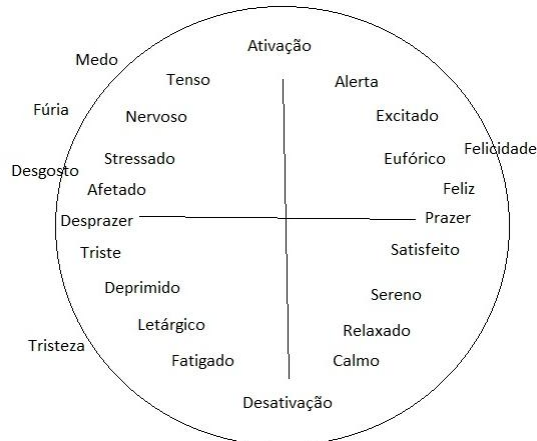 Ativação
Medo
Tenso
Alerta
Fúria
Nervoso
Excitado
Felicidade
Stressado
Eufórico
Desgosto
Afetado
Feliz
Desprazer
Prazer
Triste
Satisfeito
Deprimido
Sereno
Letárgico
Relaxado
Tristeza
Fatigado
Calmo
Desativação